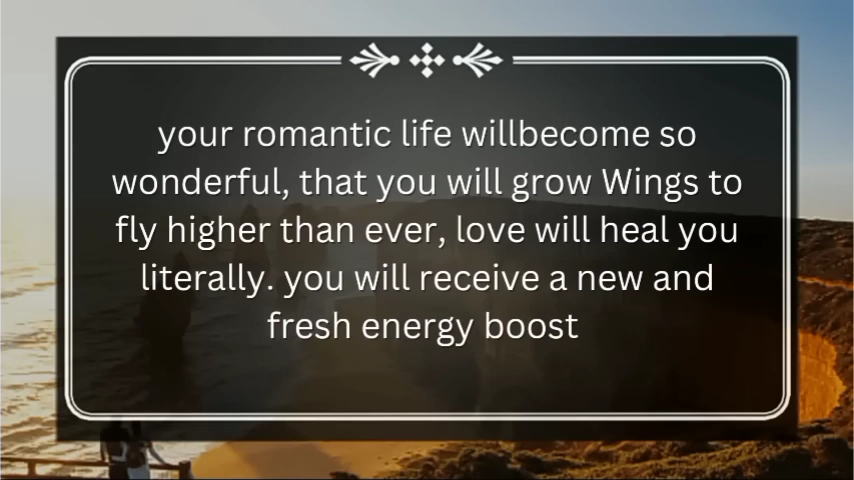 your romantic life willbecome so
wonderful, that you will grow Wings to
fly higher than ever, love will heal you
literally. you will receive a new and
fresh energy boost